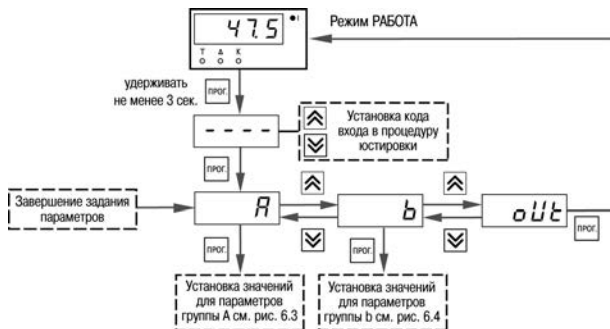 47.5
Режим РАБОТА
Т Δ К
удерживать
не менее 3 сек.
ПРОГ.
- - - -
Установка кода
входа в процедуру
юстировки
ПРОГ.
Завершение задания
параметров
A
b
oUt
ПРОГ.
ПРОГ.
ПРОГ.
Установка значений
для параметров
группы А см. рис. 6.3
Установка значений
для параметров
группы b см. рис. 6.4